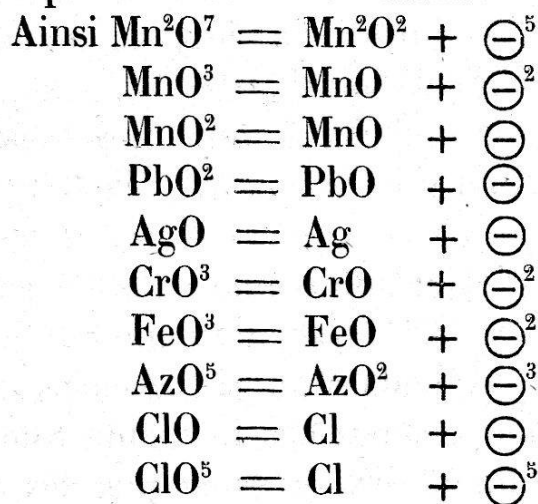 Ainsi Mn²O⁷ = Mn²O² + ⊖⁵
MnO³ = MnO + ⊖²
MnO² = MnO + ⊖
PbO² = PbO + ⊖
AgO = Ag + ⊖
CrO³ = CrO + ⊖²
FeO³ = FeO + ⊖²
AzO⁵ = AzO² + ⊖³
ClO = Cl + ⊖
ClO⁵ = Cl + ⊖⁵